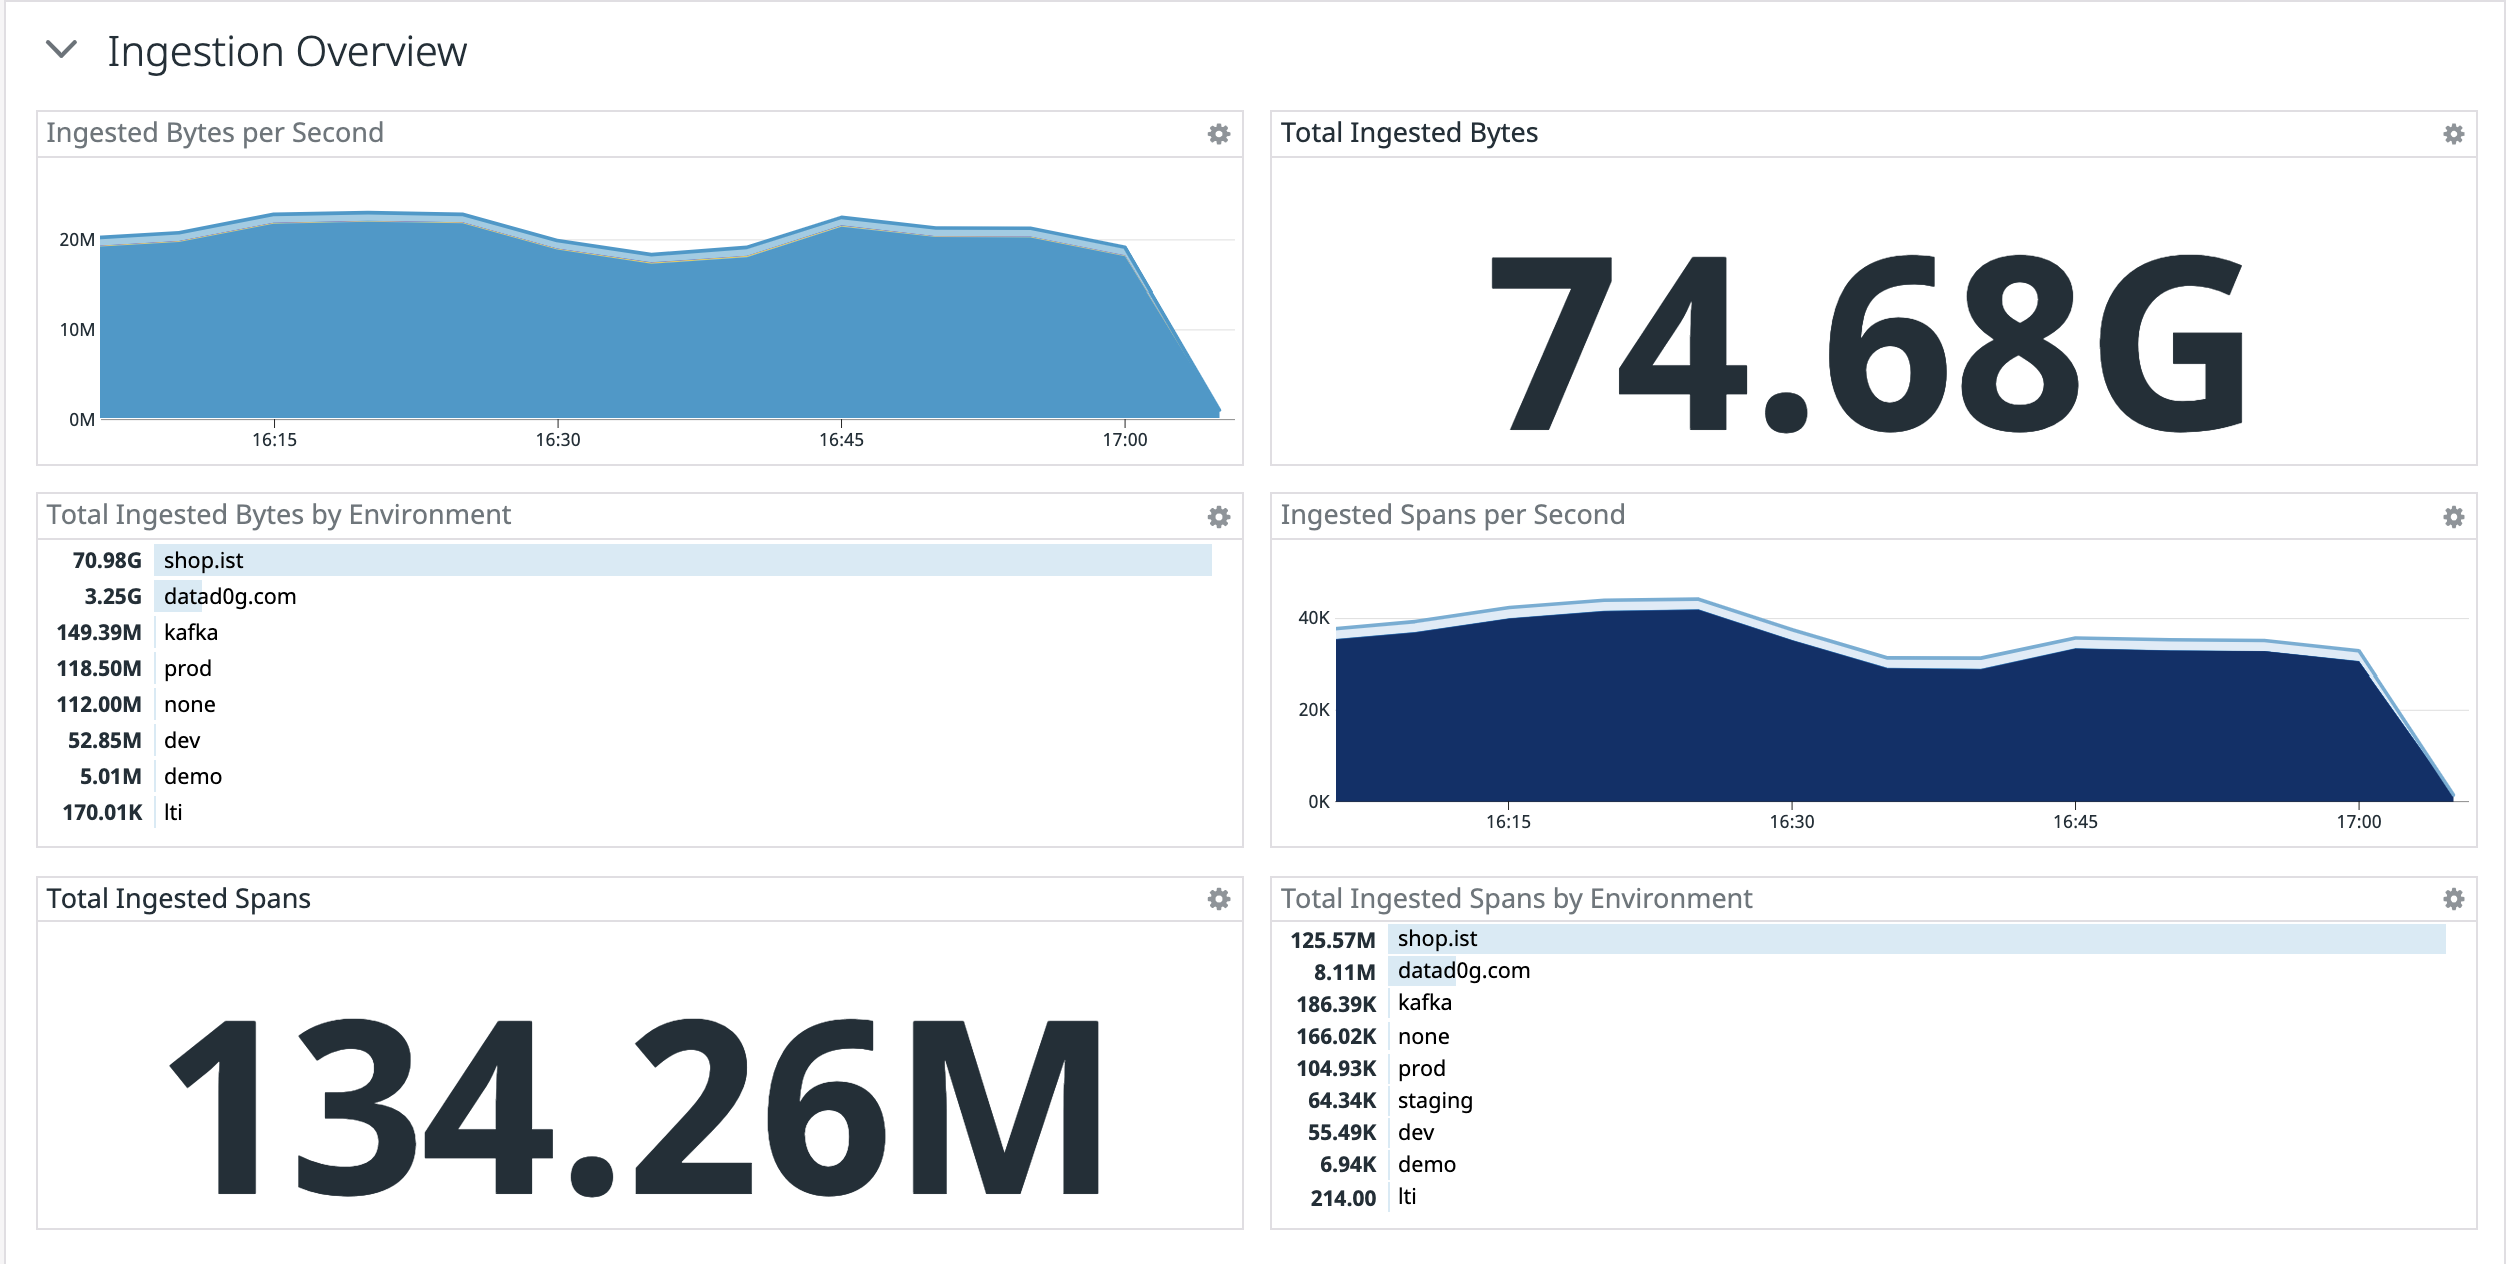 Ingestion Overview
Ingested Bytes per Second
20M
10M
0M
16:15 16:30 16:45 17:00
Total Ingested Bytes
74.68G
Total Ingested Bytes by Environment
70.98G shop.ist
3.25G datad0g.com
149.39M kafka
118.50M prod
112.00M none
52.85M dev
5.01M demo
170.01K lti
Ingested Spans per Second
40K
20K
0K
16:15 16:30 16:45 17:00
Total Ingested Spans
134.26M
Total Ingested Spans by Environment
125.57M shop.ist
8.11M datad0g.com
186.39K kafka
166.02K none
104.93K prod
64.34K staging
55.49K dev
6.94K demo
214.00 lti